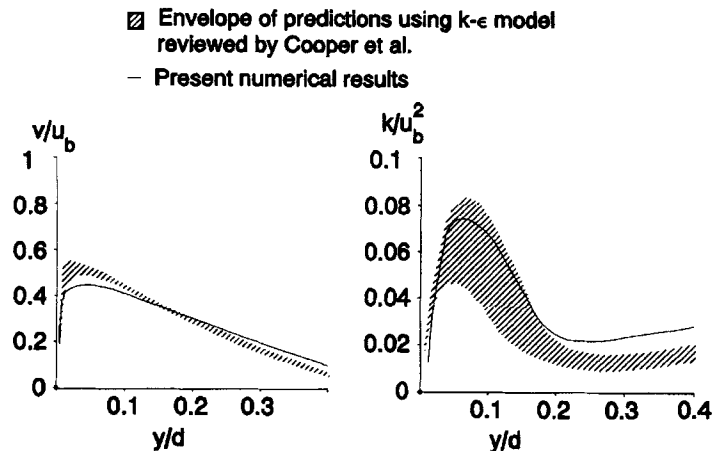 Envelope of predictions using k-ϵ model
reviewed by Cooper et al.
— Present numerical results
v/u_b
1
0.8
0.6
0.4
0.2
0
0.1
0.2
0.3
y/d
k/u_b^2
0.1
0.08
0.06
0.04
0.02
0
0.1
0.2
0.3
0.4
y/d